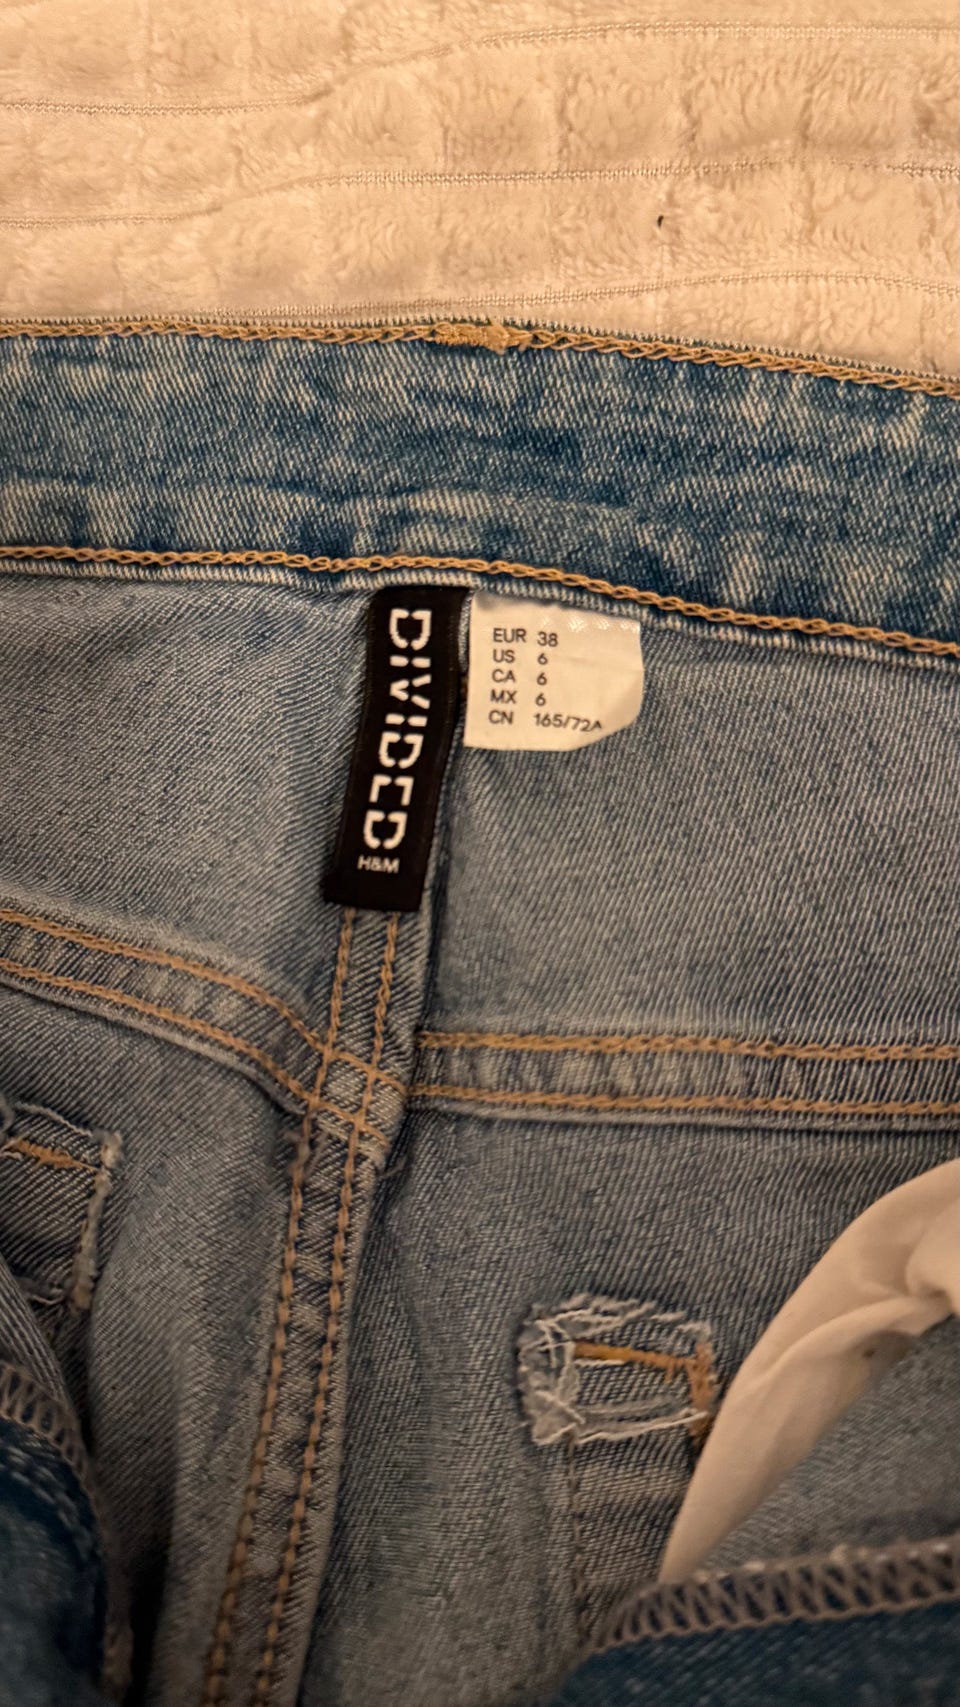 DIVIDED
H&M
EUR 38
US 6
CA 6
MX 6
CN 165/72A